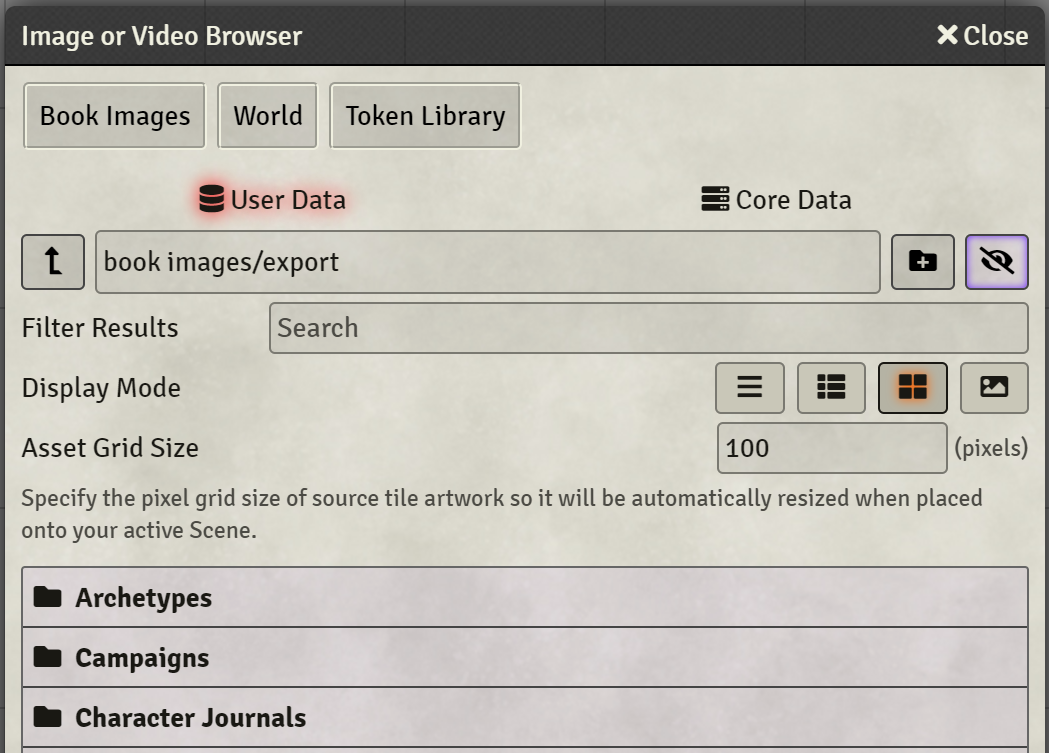 Image or Video Browser
Close
Book Images
World
Token Library
User Data
Core Data
book images/export
Filter Results
Search
Display Mode
Asset Grid Size
100
(pixels)
Specify the pixel grid size of source tile artwork so it will be automatically resized when placed
onto your active Scene.
Archetypes
Campaigns
Character Journals